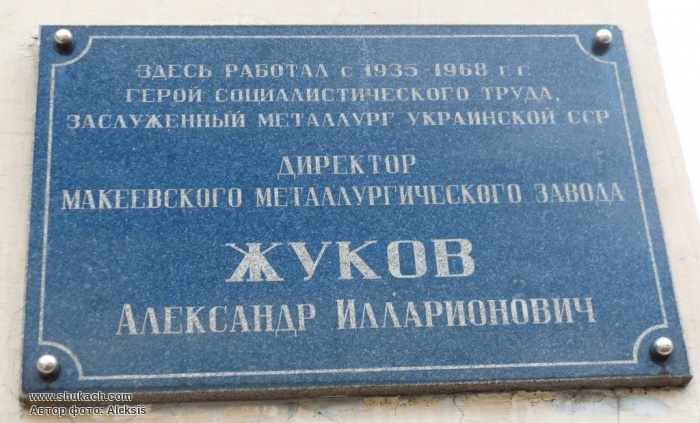 ЗДЕСЬ РАБОТАЛ с 1935-1968 г.г.
ГЕРОЙ СОЦИАЛИСТИЧЕСКОГО ТРУДА,
ЗАСЛУЖЕННЫЙ МЕТАЛЛУРГ УКРАИНСКОЙ ССР
ДИРЕКТОР
МАКЕЕВСКОГО МЕТАЛЛУРГИЧЕСКОГО ЗАВОДА
ЖУКОВ
АЛЕКСАНДР ИЛЛАРИОНОВИЧ
www.shukach.com
Автор фото: Aleksis